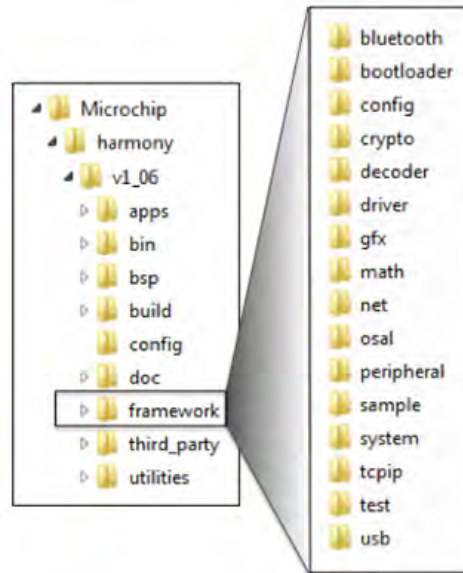 Microchip
harmony
v1_06
apps
bin
bsp
build
config
doc
framework
third_party
utilities
bluetooth
bootloader
config
crypto
decoder
driver
gfx
math
net
osal
peripheral
sample
system
tcpip
test
usb